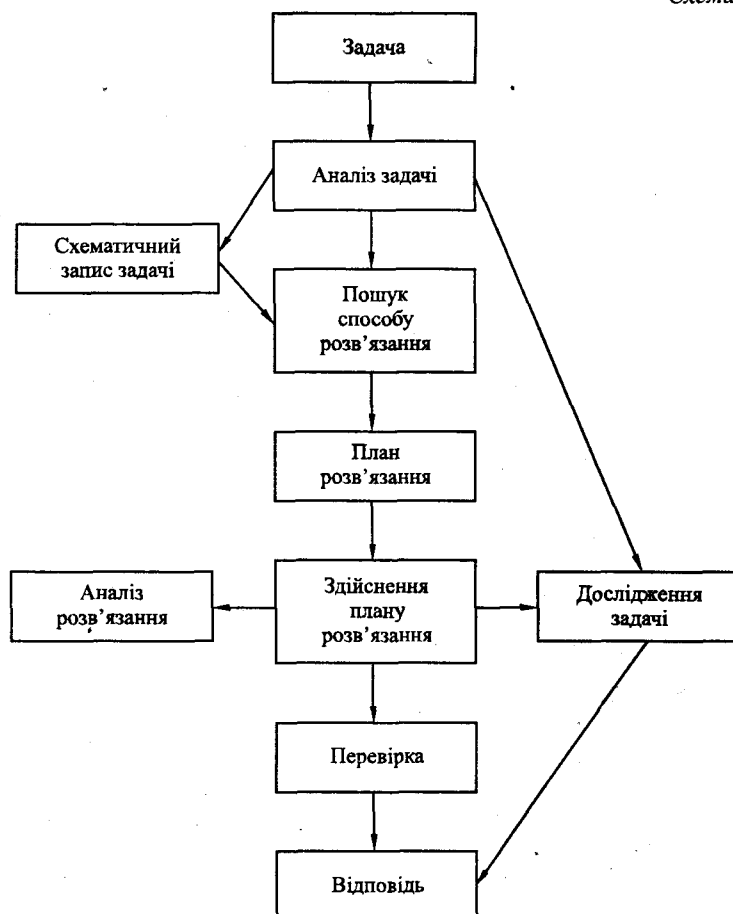 Схема
Задача
Аналіз задачі
Схематичний
запис задачі
Пошук
способу
розв’язання
План
розв’язання
Аналіз
розв’язання
Здійснення
плану
розв’язання
Дослідження
задачі
Перевірка
Відповідь